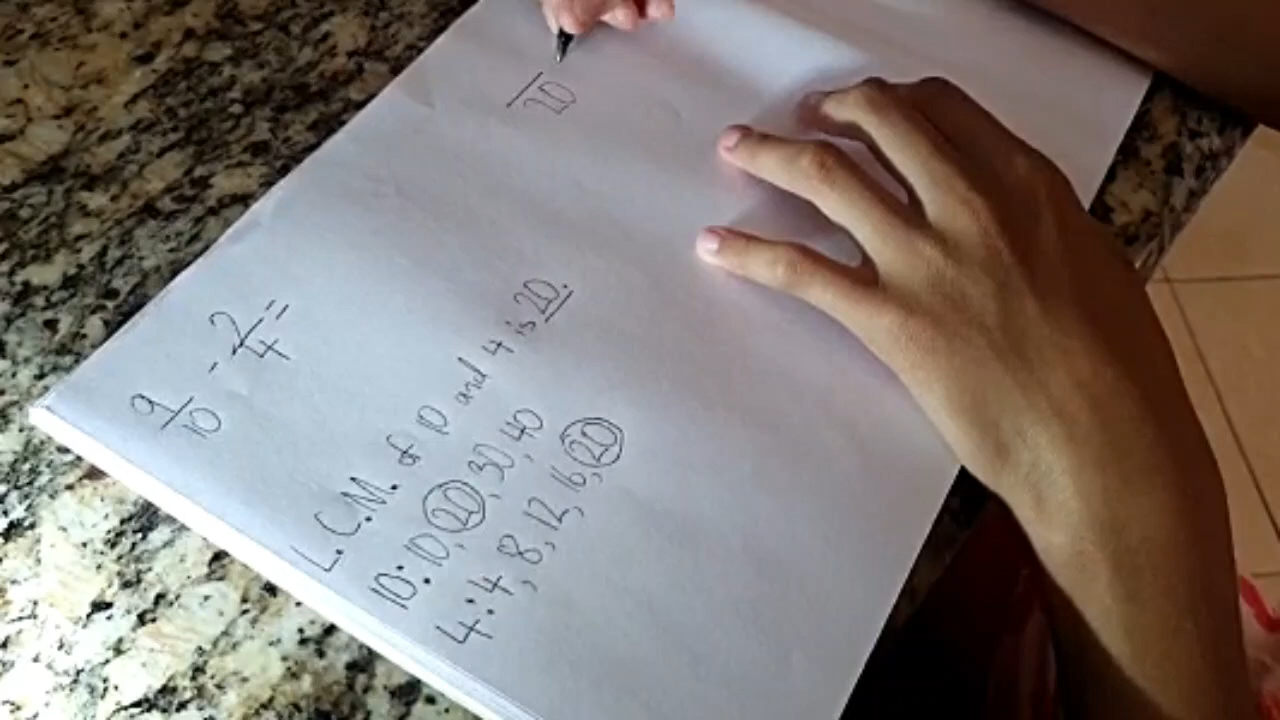 9/10 - 2/4 =
/20
L.C.M. of 10 and 4 is 20.
10: 10, 20, 30, 40
4: 4, 8, 12, 16, 20